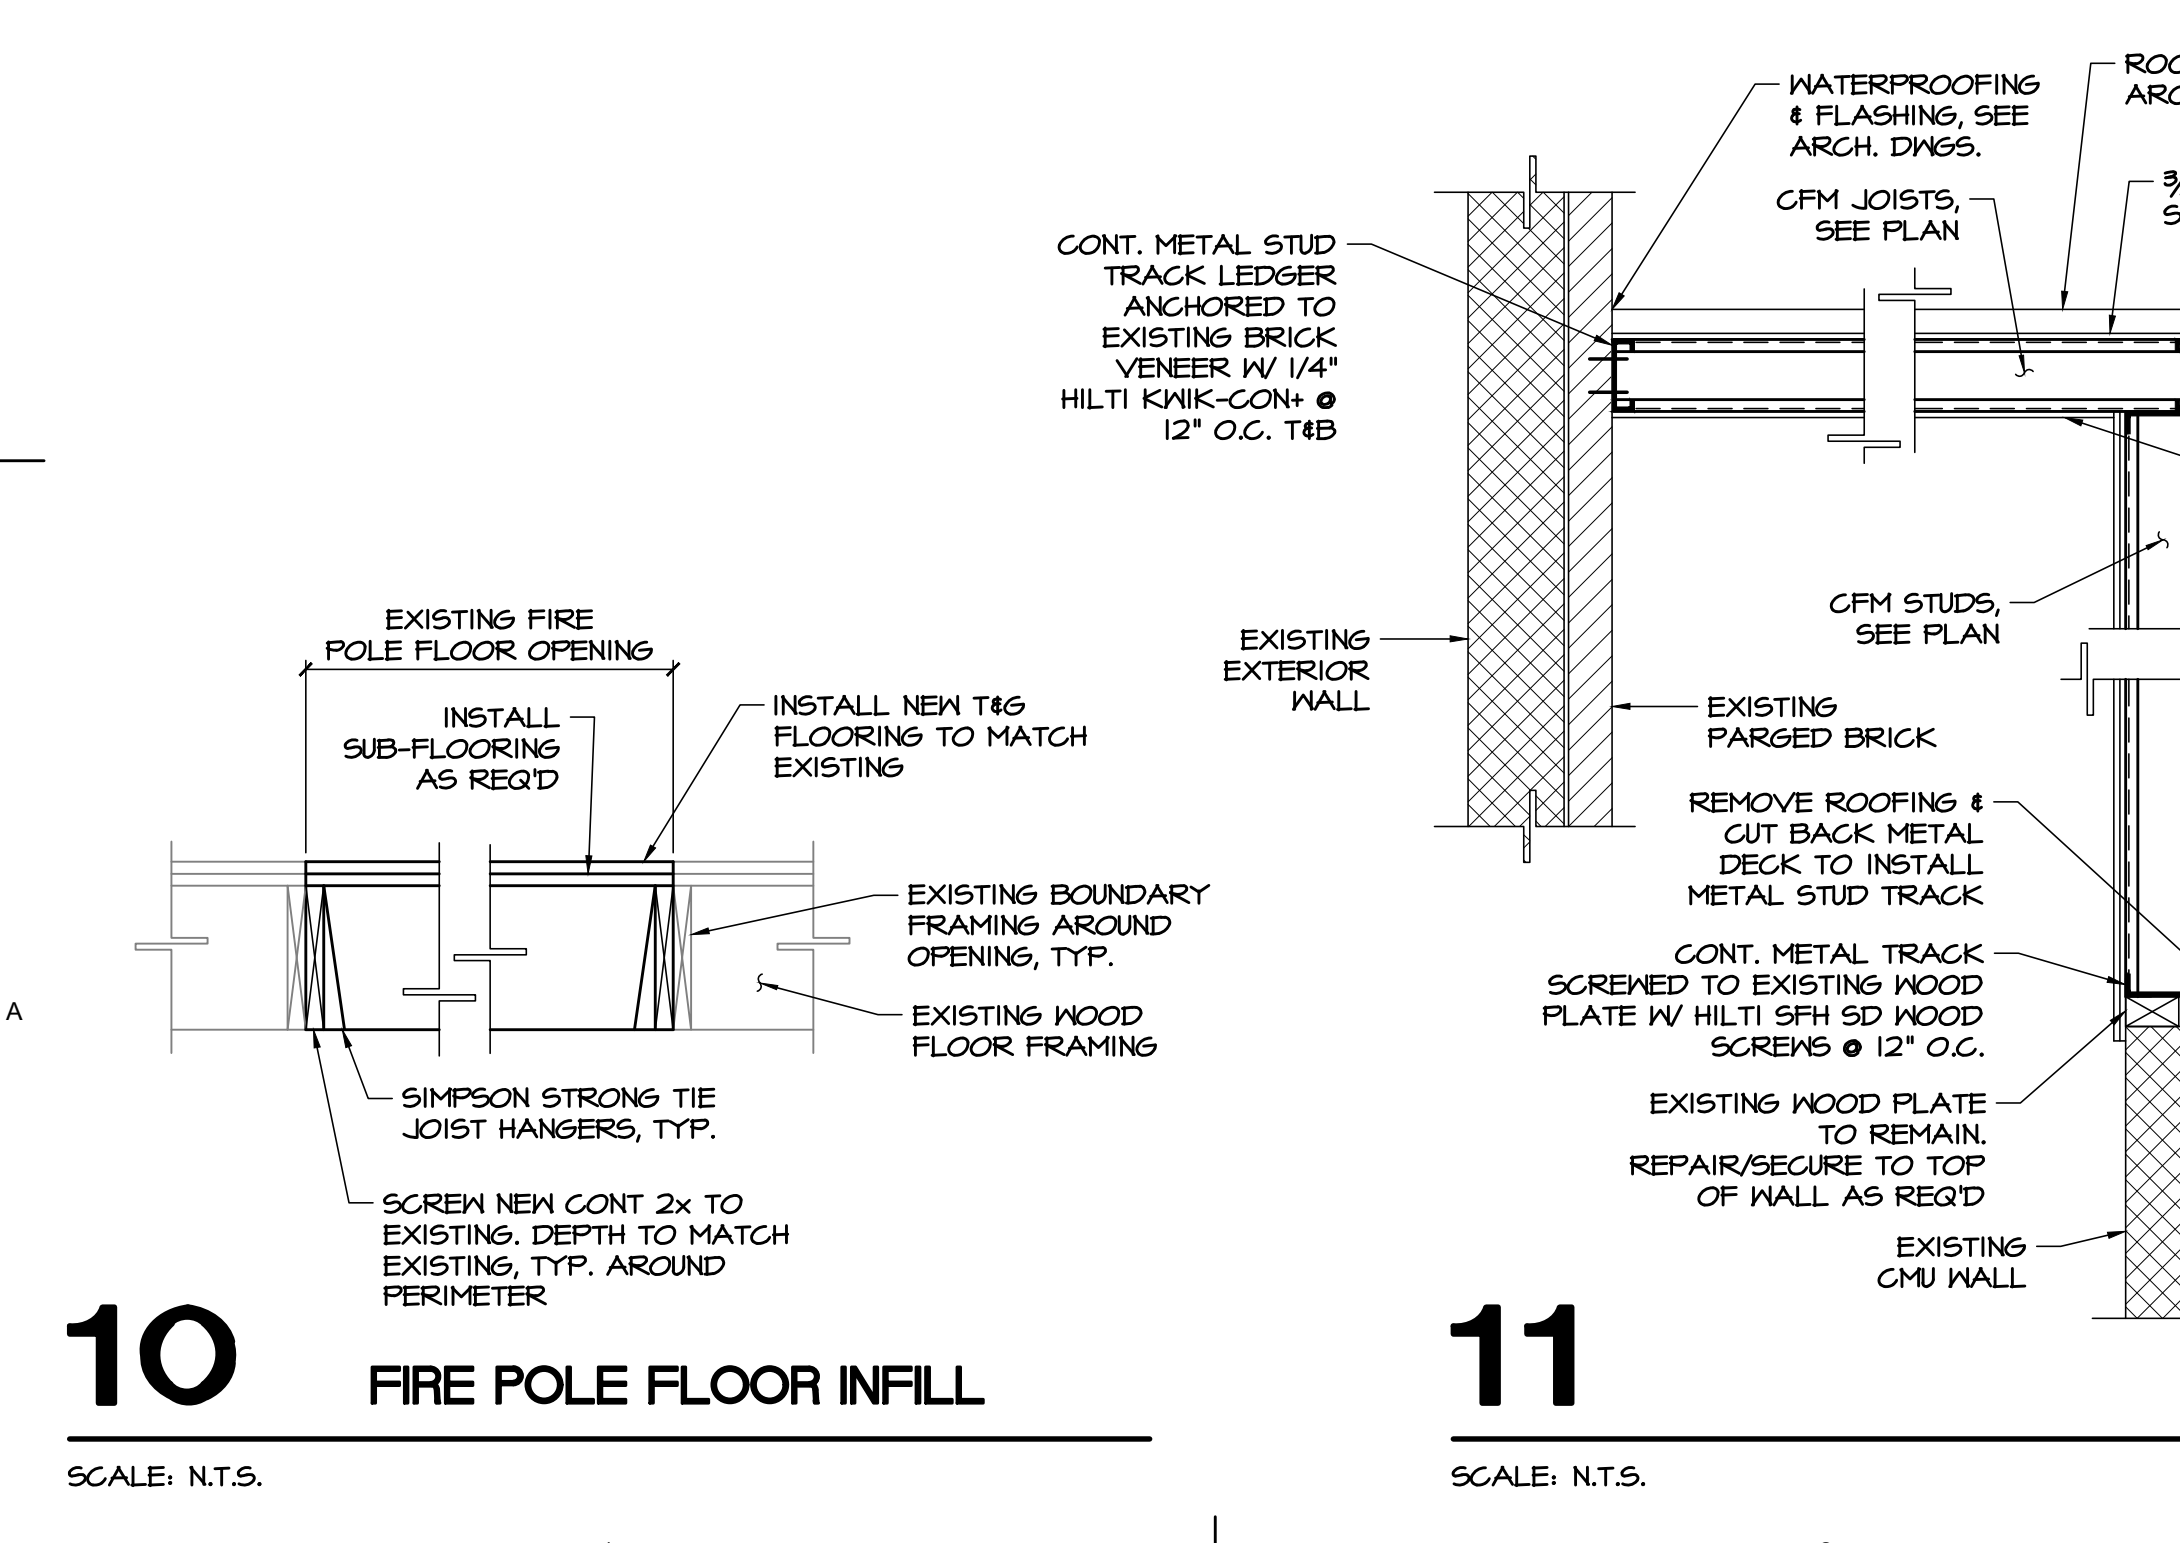 WATERPROOFING
& FLASHING, SEE
ARCH. DWGS.
CFM JOISTS,
SEE PLAN
CONT. METAL STUD
TRACK LEDGER
ANCHORED TO
EXISTING BRICK
VENEER W/ 1/4"
HILTI KWIK-CON+ @
12" O.C. T&B
CFM STUDS,
SEE PLAN
EXISTING
EXTERIOR
WALL
EXISTING
PARGED BRICK
REMOVE ROOFING &
CUT BACK METAL
DECK TO INSTALL
METAL STUD TRACK
CONT. METAL TRACK
SCREWED TO EXISTING WOOD
PLATE W/ HILTI SFH SD WOOD
SCREWS @ 12" O.C.
EXISTING WOOD PLATE
TO REMAIN.
REPAIR/SECURE TO TOP
OF WALL AS REQ'D
EXISTING
CMU WALL
11
SCALE: N.T.S.
EXISTING FIRE
POLE FLOOR OPENING
INSTALL
SUB-FLOORING
AS REQ'D
INSTALL NEW T&G
FLOORING TO MATCH
EXISTING
EXISTING BOUNDARY
FRAMING AROUND
OPENING, TYP.
EXISTING WOOD
FLOOR FRAMING
A
SIMPSON STRONG TIE
JOIST HANGERS, TYP.
SCREW NEW CONT 2x TO
EXISTING. DEPTH TO MATCH
EXISTING, TYP. AROUND
PERIMETER
10
FIRE POLE FLOOR INFILL
SCALE: N.T.S.